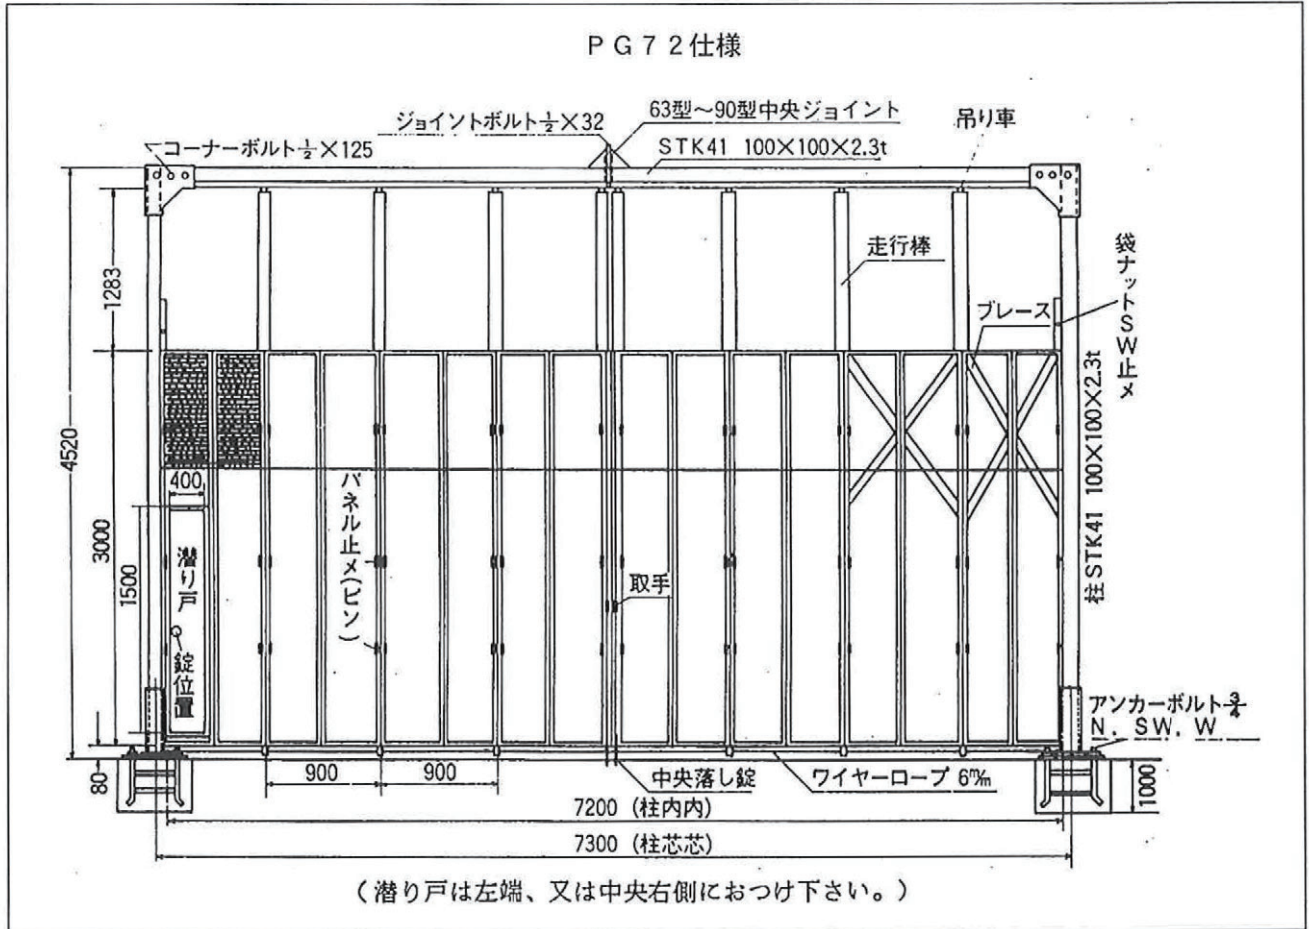 ＰＧ７２仕様
ジョイントボルト½×32
63型～90型中央ジョイント
吊り車
コーナーボルト½×125
STK41 100×100×2.3t
走行棒
袋ナットSW止メ
1283
ブレース
柱STK41 100×100×2.3t
4520
3000
400
パネル止メ(ピン)
1500
潜り戸
取手
錠位置
アンカーボルト¾
N. SW. W
80
900
900
中央落し錠
ワイヤーロープ 6m/m
1000
7200 (柱内内)
7300 (柱芯芯)
（潜り戸は左端、又は中央右側におつけ下さい。）